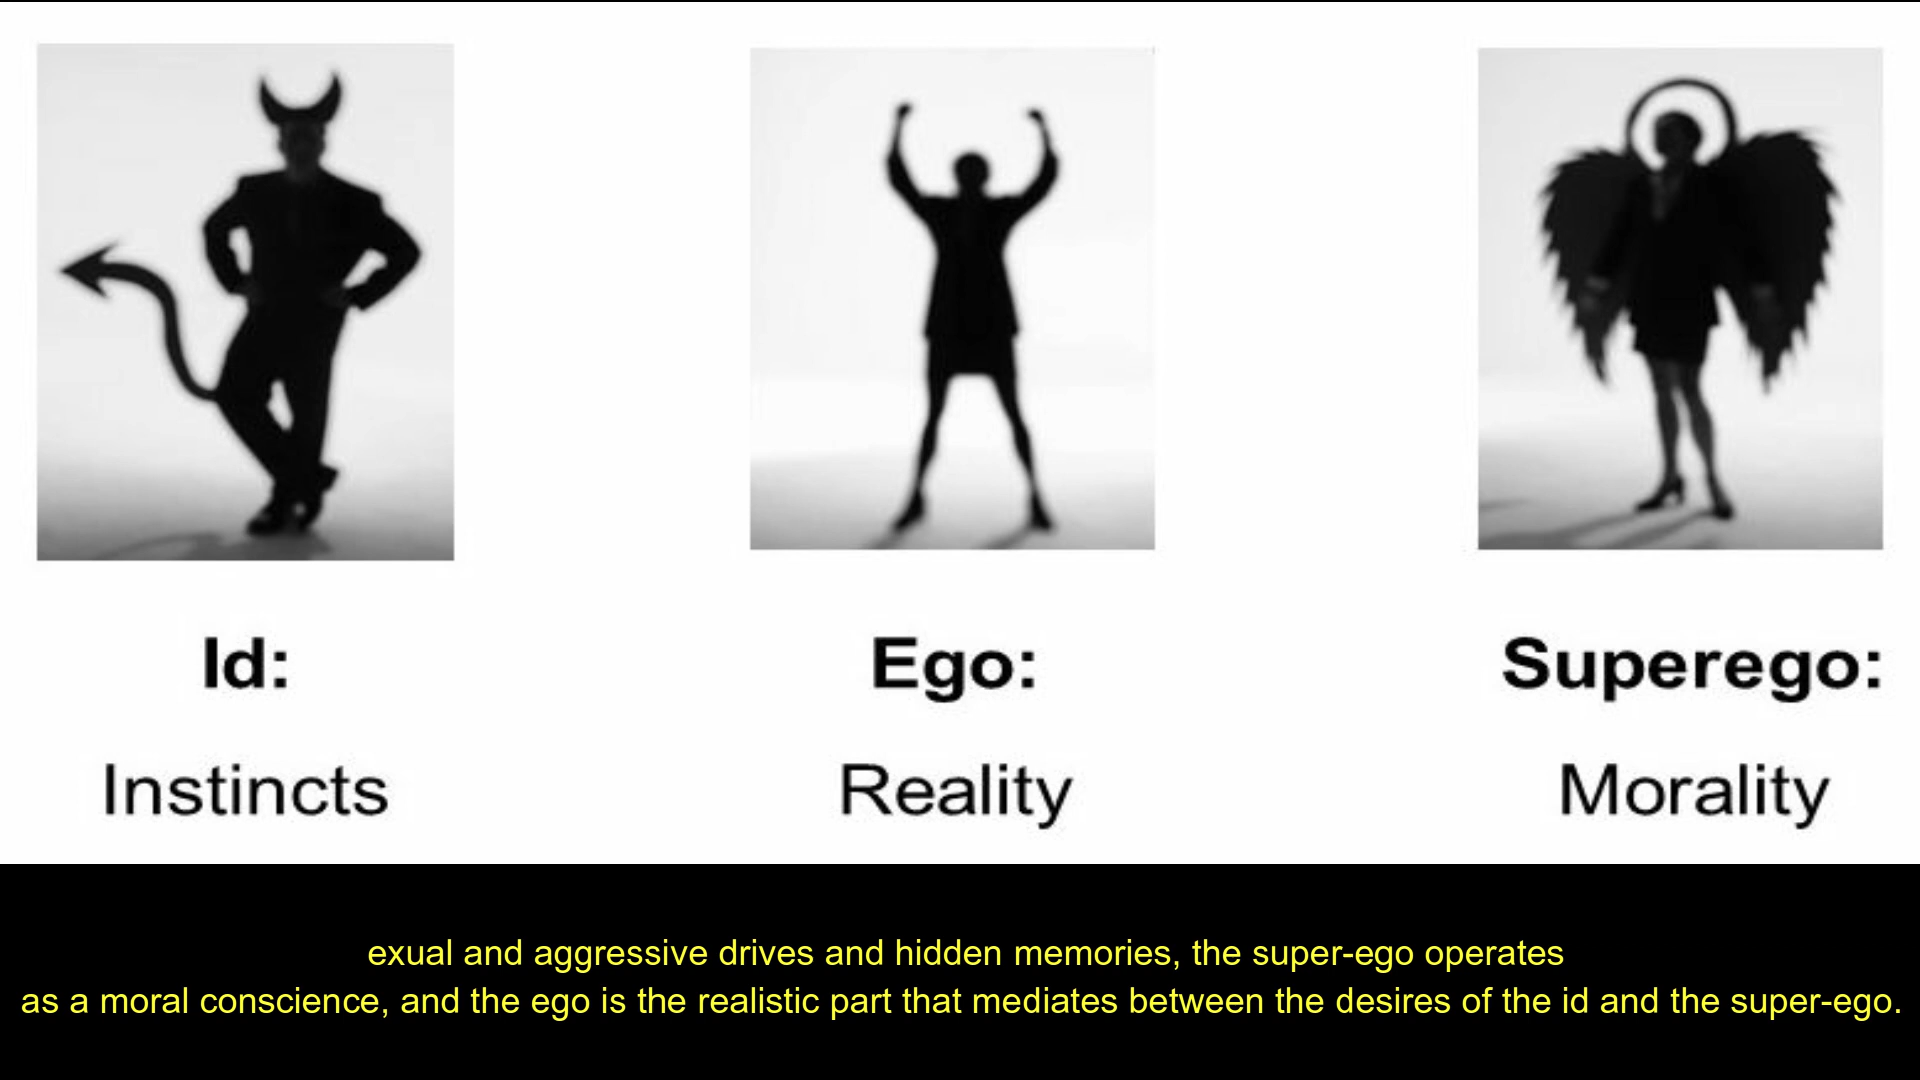 Id:
Ego:
Superego:
Instincts
Reality
Morality
exual and aggressive drives and hidden memories, the super-ego operates
as a moral conscience, and the ego is the realistic part that mediates between the desires of the id and the super-ego.